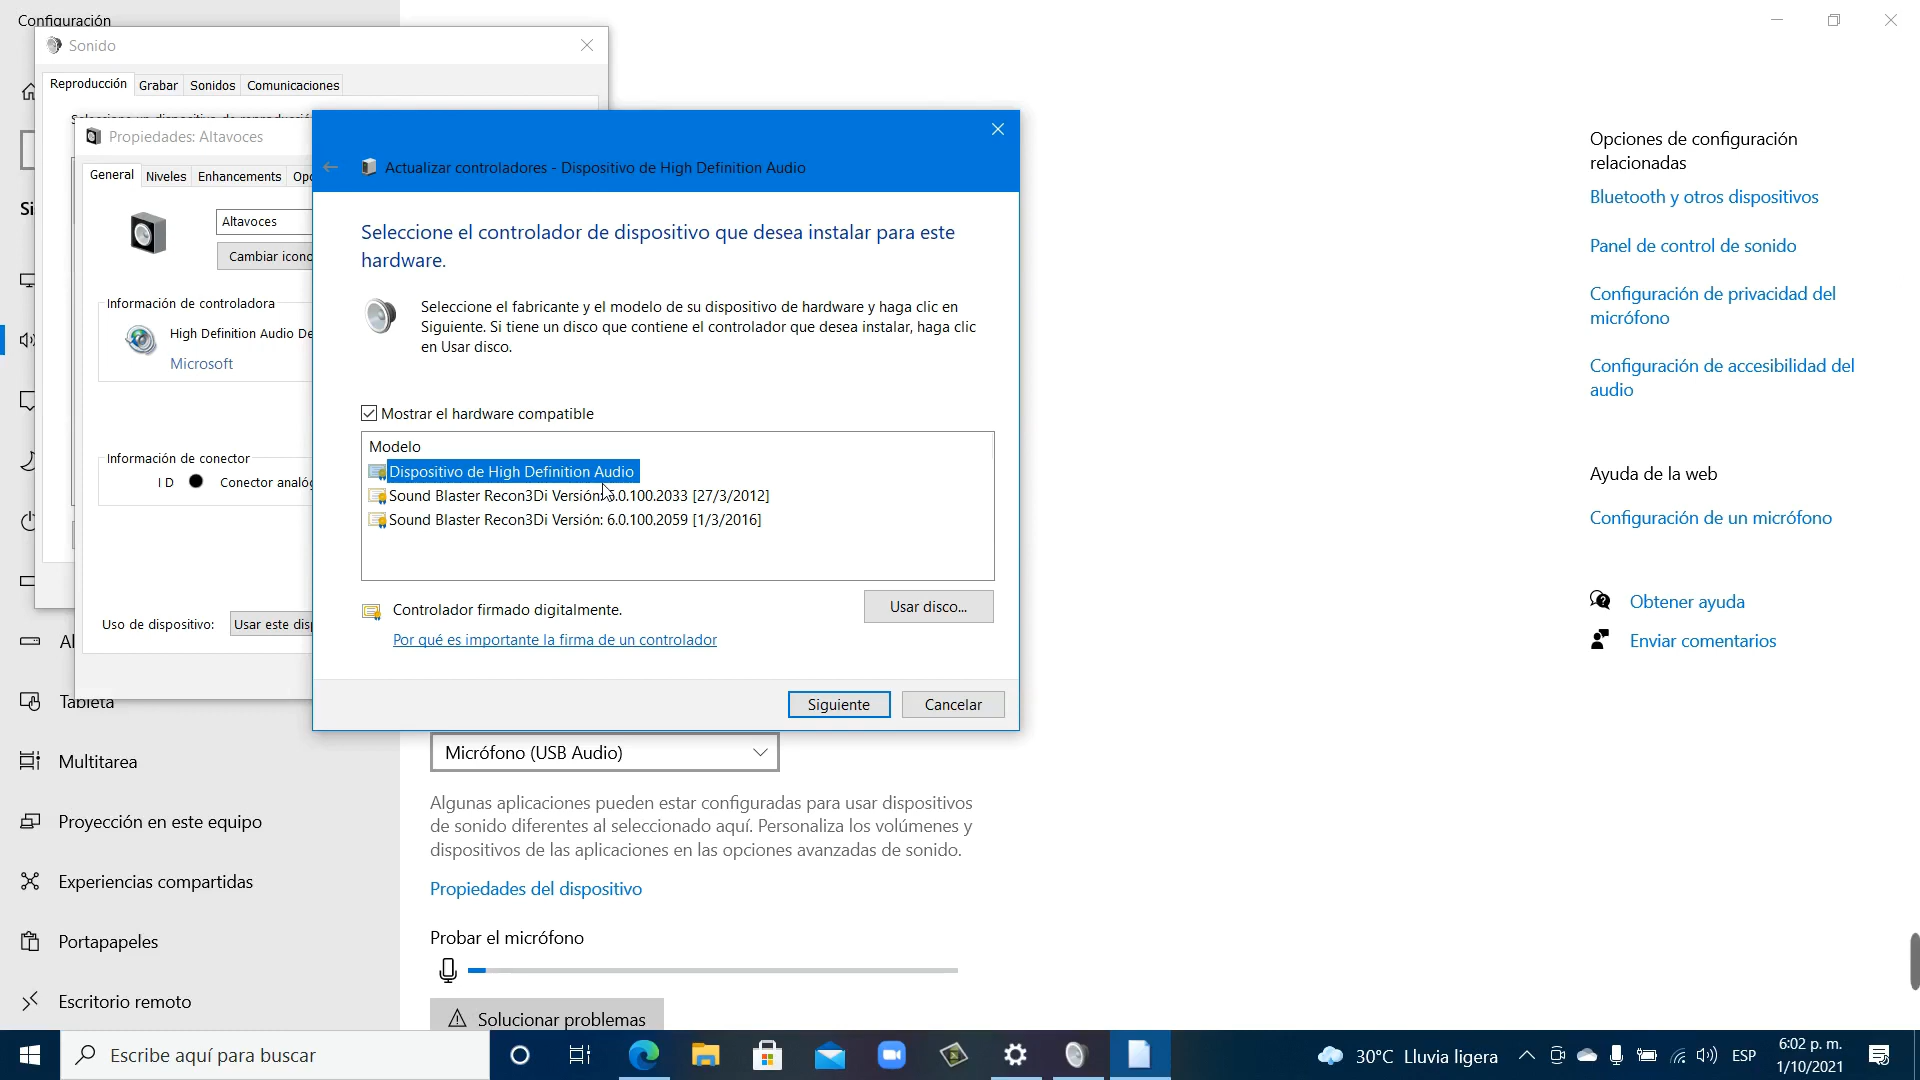 Configuración
Sonido
Reproducción
Grabar
Sonidos
Comunicaciones
Propiedades: Altavoces
General
Niveles
Enhancements
Altavoces
Cambiar icono
Información de controladora
High Definition Audio De
Microsoft
Información de conector
I D
Conector analóg
Uso de dispositivo:
Usar este disp
Actualizar controladores - Dispositivo de High Definition Audio
Seleccione el controlador de dispositivo que desea instalar para este
hardware.
Seleccione el fabricante y el modelo de su dispositivo de hardware y haga clic en
Siguiente. Si tiene un disco que contiene el controlador que desea instalar, haga clic
en Usar disco.
Mostrar el hardware compatible
Modelo
Dispositivo de High Definition Audio
Sound Blaster Recon3Di Versión: 6.0.100.2033 [27/3/2012]
Sound Blaster Recon3Di Versión: 6.0.100.2059 [1/3/2016]
Controlador firmado digitalmente.
Usar disco...
Por qué es importante la firma de un controlador
Siguiente
Cancelar
Tableta
Multitarea
Proyección en este equipo
Experiencias compartidas
Portapapeles
Escritorio remoto
Micrófono (USB Audio)
Algunas aplicaciones pueden estar configuradas para usar dispositivos
de sonido diferentes al seleccionado aquí. Personaliza los volúmenes y
dispositivos de las aplicaciones en las opciones avanzadas de sonido.
Propiedades del dispositivo
Probar el micrófono
Solucionar problemas
Opciones de configuración
relacionadas
Bluetooth y otros dispositivos
Panel de control de sonido
Configuración de privacidad del
micrófono
Configuración de accesibilidad del
audio
Ayuda de la web
Configuración de un micrófono
Obtener ayuda
Enviar comentarios
Escribe aquí para buscar
30°C Lluvia ligera
ESP
6:02 p. m.
1/10/2021